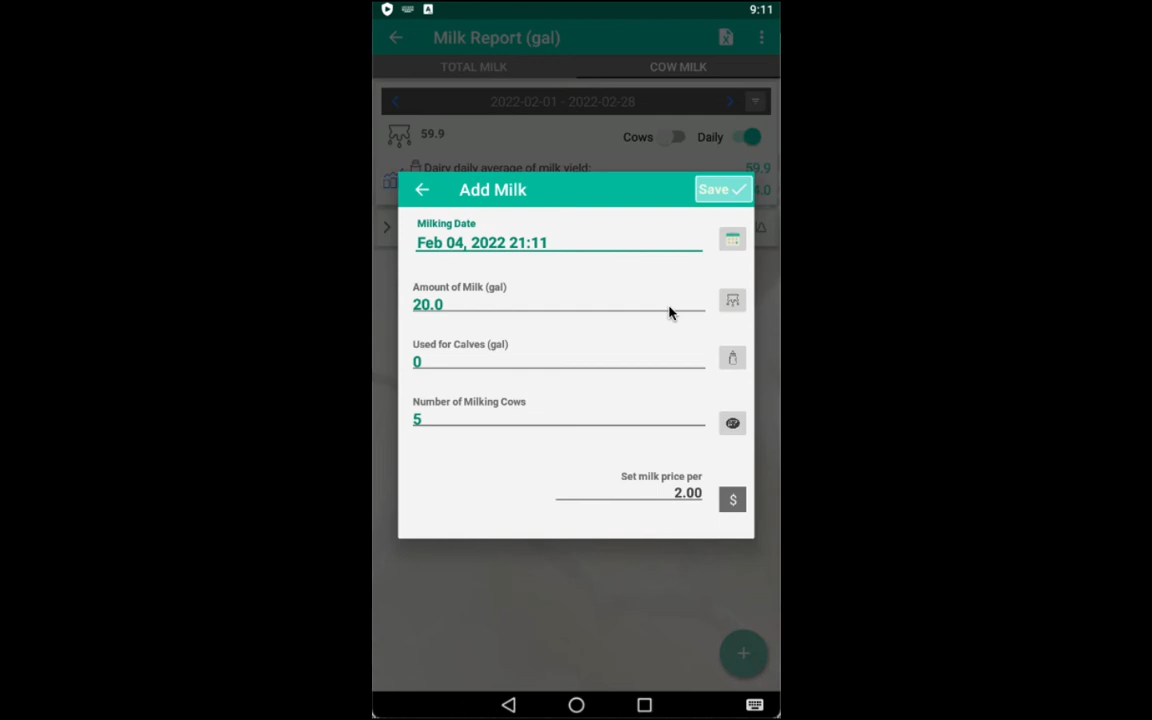 9:11
Milk Report (gal)
TOTAL MILK
COW MILK
2022-02-01 - 2022-02-28
59.9
Cows
Daily
Dairy daily average of milk yield:
59.9
4.0
Add Milk
Save
Milking Date
Feb 04, 2022 21:11
Amount of Milk (gal)
20.0
Used for Calves (gal)
0
Number of Milking Cows
5
Set milk price per
2.00
$
+